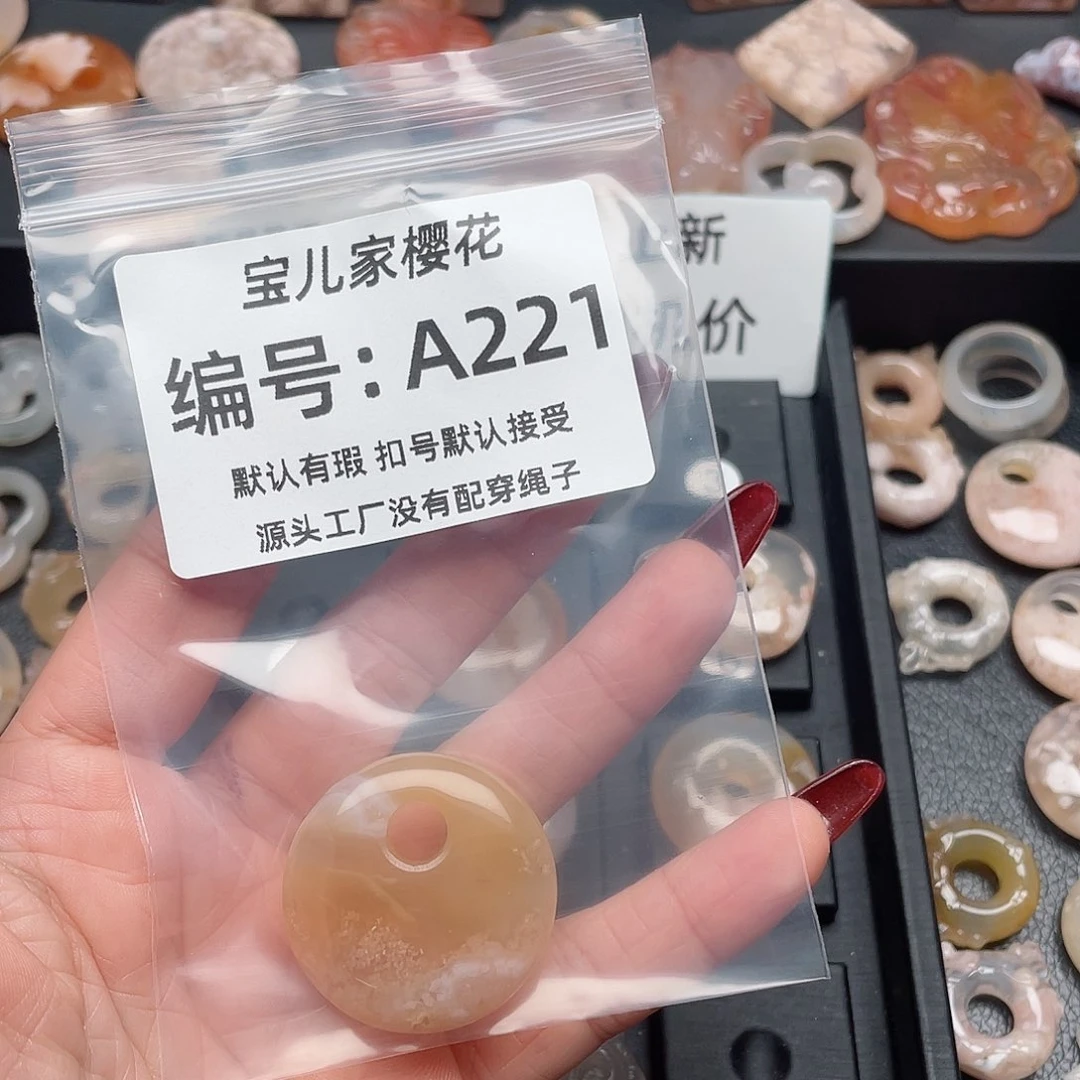 宝儿家樱花
编号：A221
默认有瑕 扣号默认接受
源头工厂没有配穿绳子
新
价